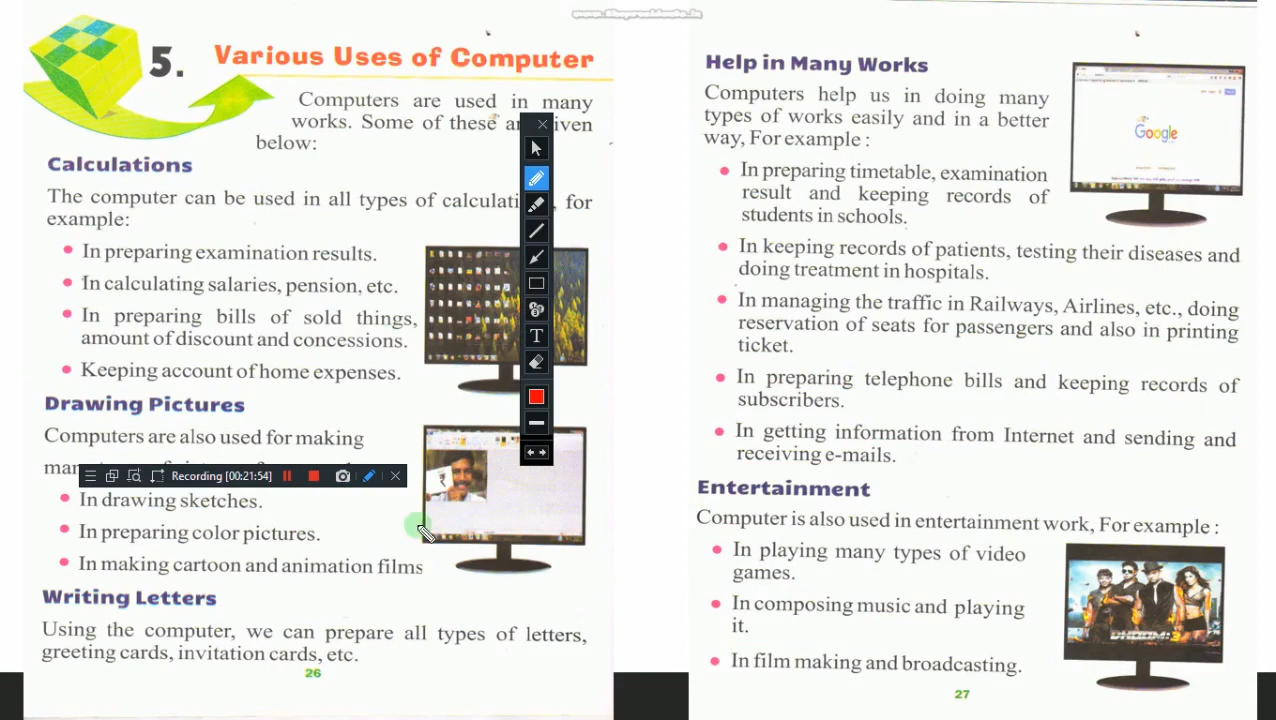 www.thepresident.in
5.
Various Uses of Computer
Computers are used in many
works. Some of these are given
below:
Calculations
The computer can be used in all types of calculati , for
example:
In preparing examination results.
In calculating salaries, pension, etc.
In preparing bills of sold things,
amount of discount and concessions.
Keeping account of home expenses.
Drawing Pictures
Computers are also used for making
Recording [00:21:54]
In drawing sketches.
In preparing color pictures.
In making cartoon and animation films
Writing Letters
Using the computer, we can prepare all types of letters,
greeting cards, invitation cards, etc.
26
Help in Many Works
Computers help us in doing many
types of works easily and in a better
way, For example :
In preparing timetable, examination
result and keeping records of
students in schools.
In keeping records of patients, testing their diseases and
doing treatment in hospitals.
In managing the traffic in Railways, Airlines, etc., doing
reservation of seats for passengers and also in printing
ticket.
In preparing telephone bills and keeping records of
subscribers.
In getting information from Internet and sending and
receiving e-mails.
Entertainment
Computer is also used in entertainment work, For example :
In playing many types of video
games.
In composing music and playing
it.
In film making and broadcasting.
27
Google
DHOOM:3
T